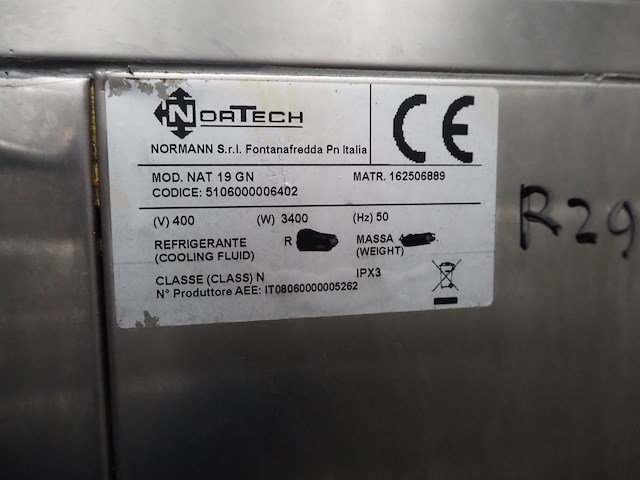 NORTECH
CE
NORMANN S.r.l. Fontanafredda Pn Italia
MOD. NAT 19 GN MATR. 162506889
CODICE: 5106000006402
(V) 400 (W) 3400 (Hz) 50
REFRIGERANTE R MASSA
(COOLING FLUID) (WEIGHT)
CLASSE (CLASS) N IPX3
N° Produttore AEE: IT08060000005262
R29